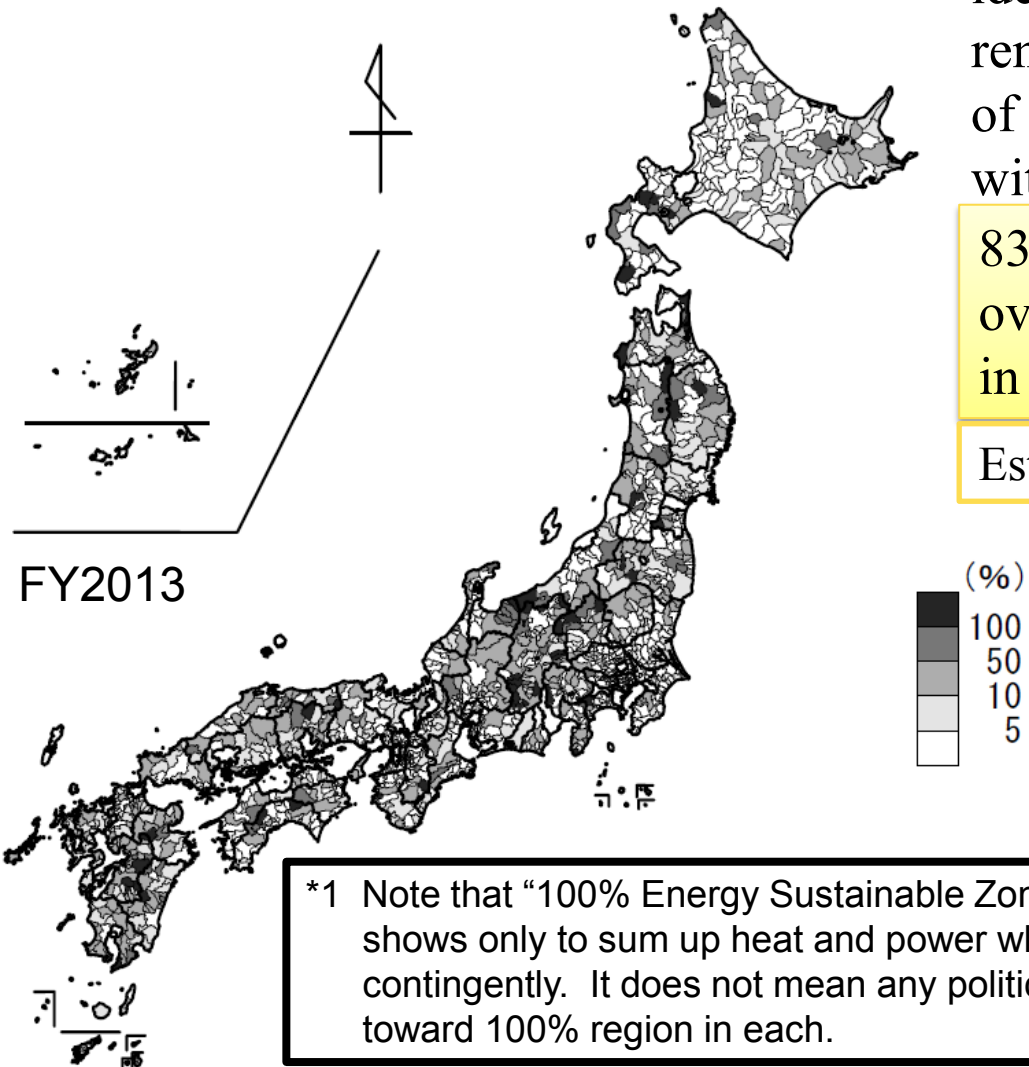 of
83
ov
in
Est
FY2013
(%)
100
50
10
5
*1 Note that “100% Energy Sustainable Zon
shows only to sum up heat and power wh
contingently. It does not mean any politic
toward 100% region in each.